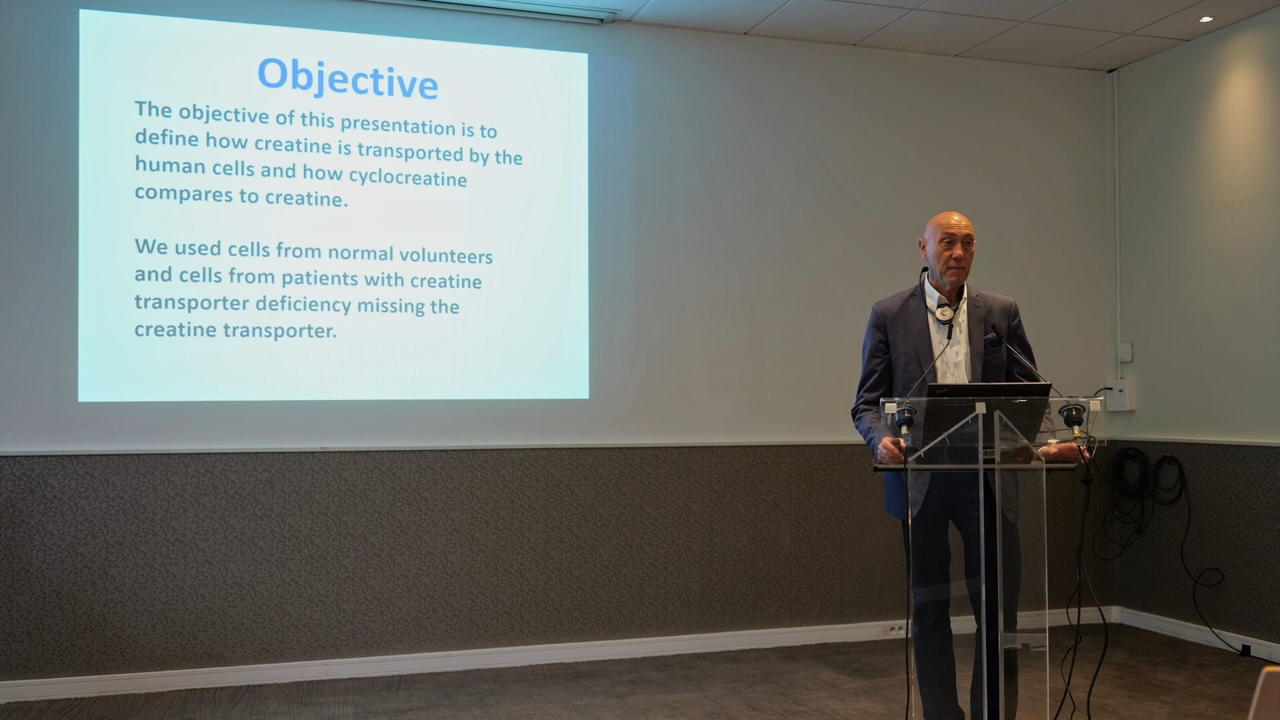 Objective
The objective of this presentation is to
define how creatine is transported by the
human cells and how cyclocreatine
compares to creatine.
We used cells from normal volunteers
and cells from patients with creatine
transporter deficiency missing the
creatine transporter.